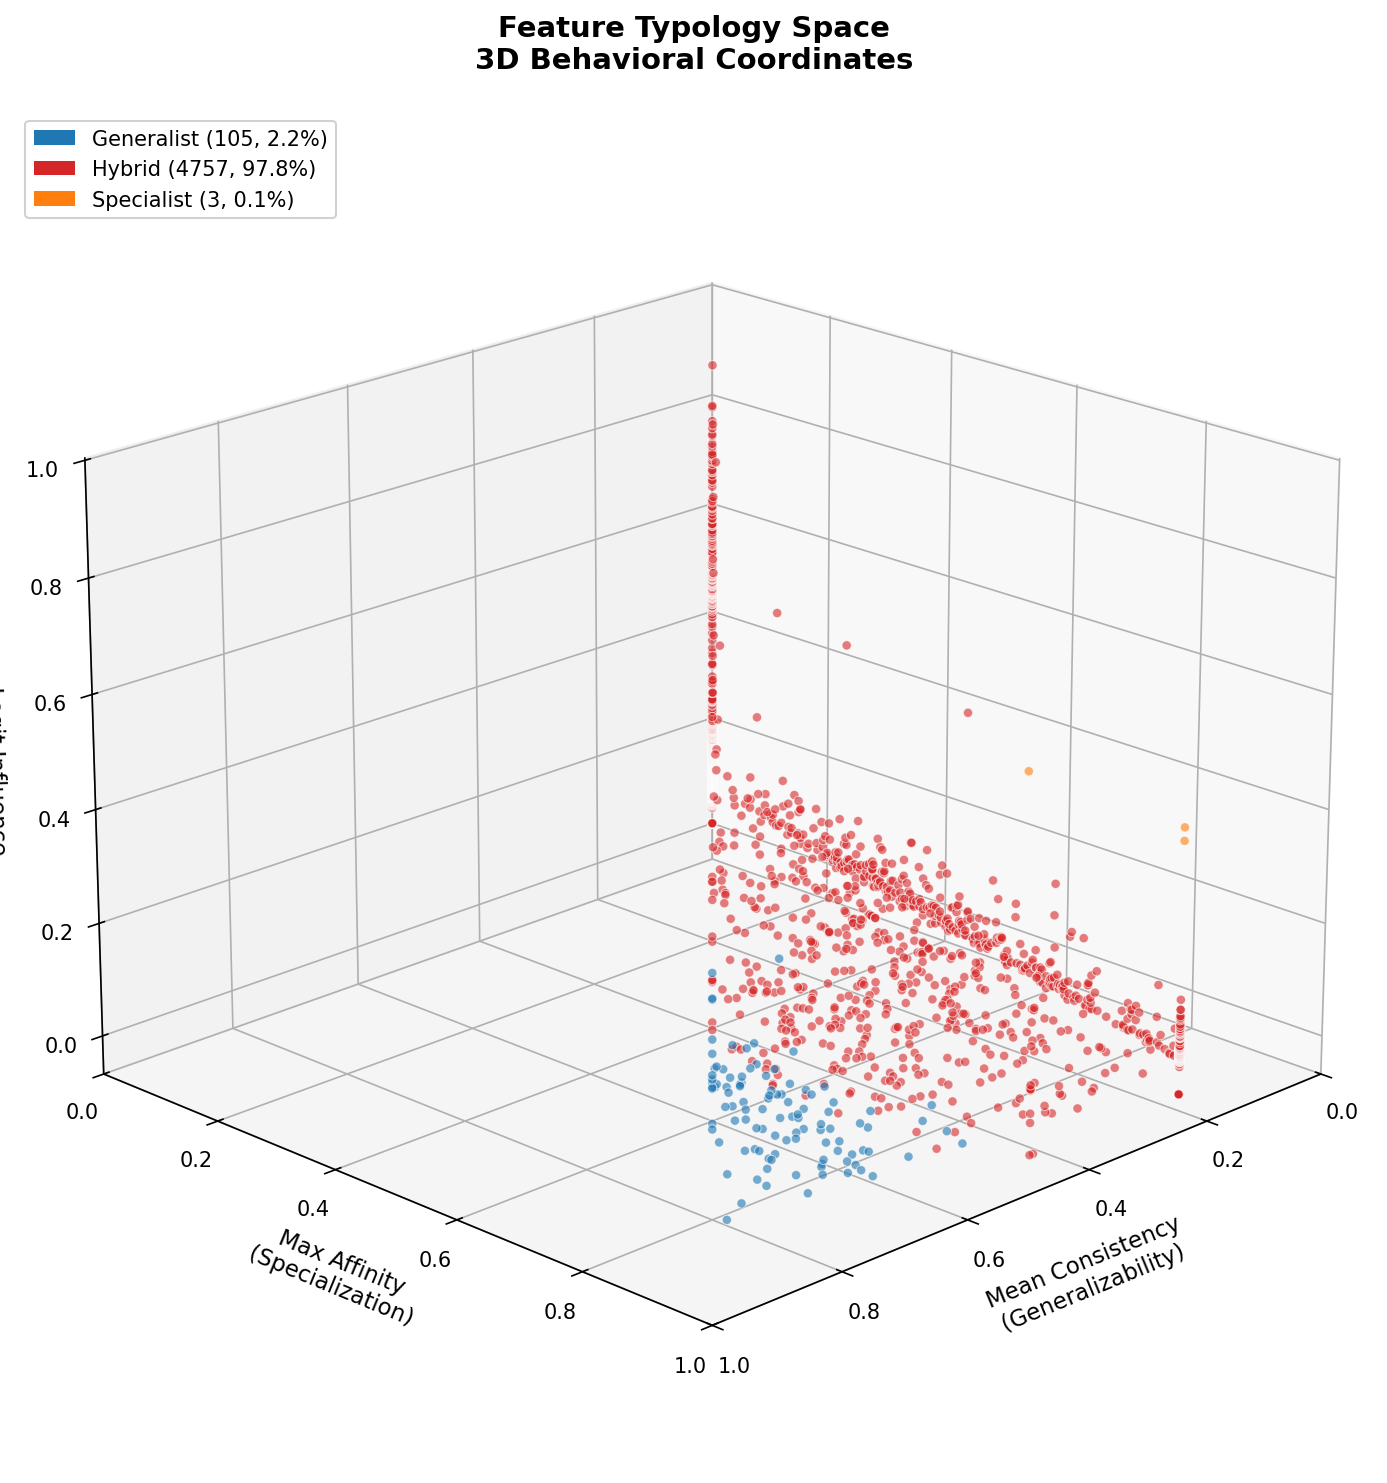 Feature Typology Space
3D Behavioral Coordinates
Generalist (105, 2.2%)
Hybrid (4757, 97.8%)
Specialist (3, 0.1%)
1.0
0.8
0.6
0.4
0.2
0.0
0.0
0.2
0.4
0.6
0.8
1.0
Max Affinity
(Specialization)
1.0
0.8
0.6
0.4
0.2
0.0
Mean Consistency
(Generalizability)